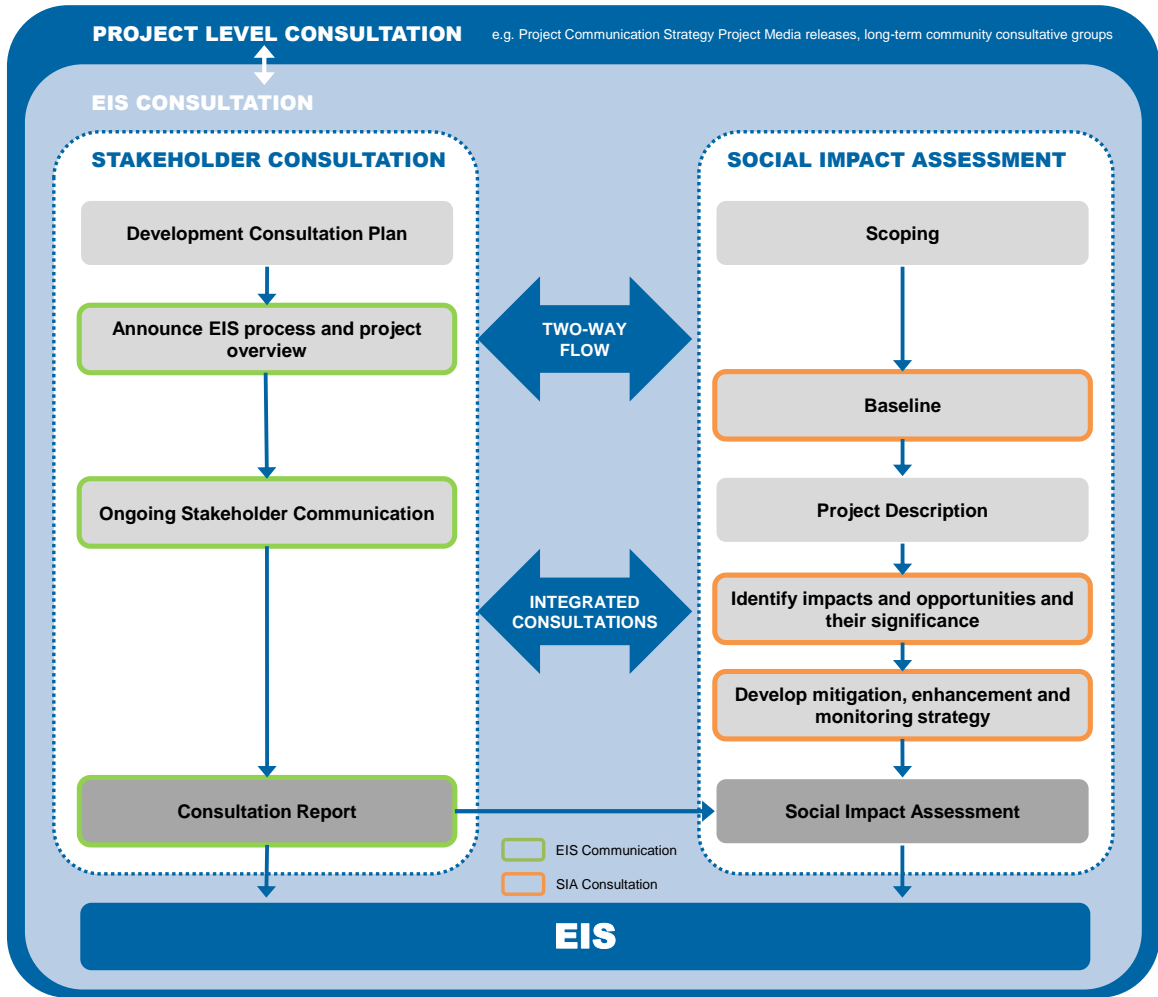 PROJECT LEVEL CONSULTATION
e.g. Project Communication Strategy Project Media releases, long-term community consultative groups
EIS CONSULTATION
STAKEHOLDER CONSULTATION
Development Consultation Plan
Announce EIS process and project
overview
Ongoing Stakeholder Communication
Consultation Report
TWO-WAY
FLOW
INTEGRATED
CONSULTATIONS
SOCIAL IMPACT ASSESSMENT
Scoping
Baseline
Project Description
Identify impacts and opportunities and
their significance
Develop mitigation, enhancement and
monitoring strategy
Social Impact Assessment
EIS Communication
SIA Consultation
EIS